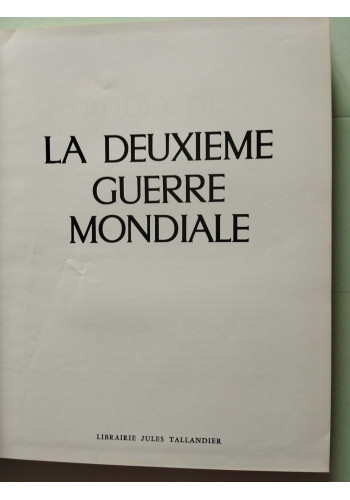 LA DEUXIEME
GUERRE
MONDIALE
LIBRAIRIE JULES TALLANDIER